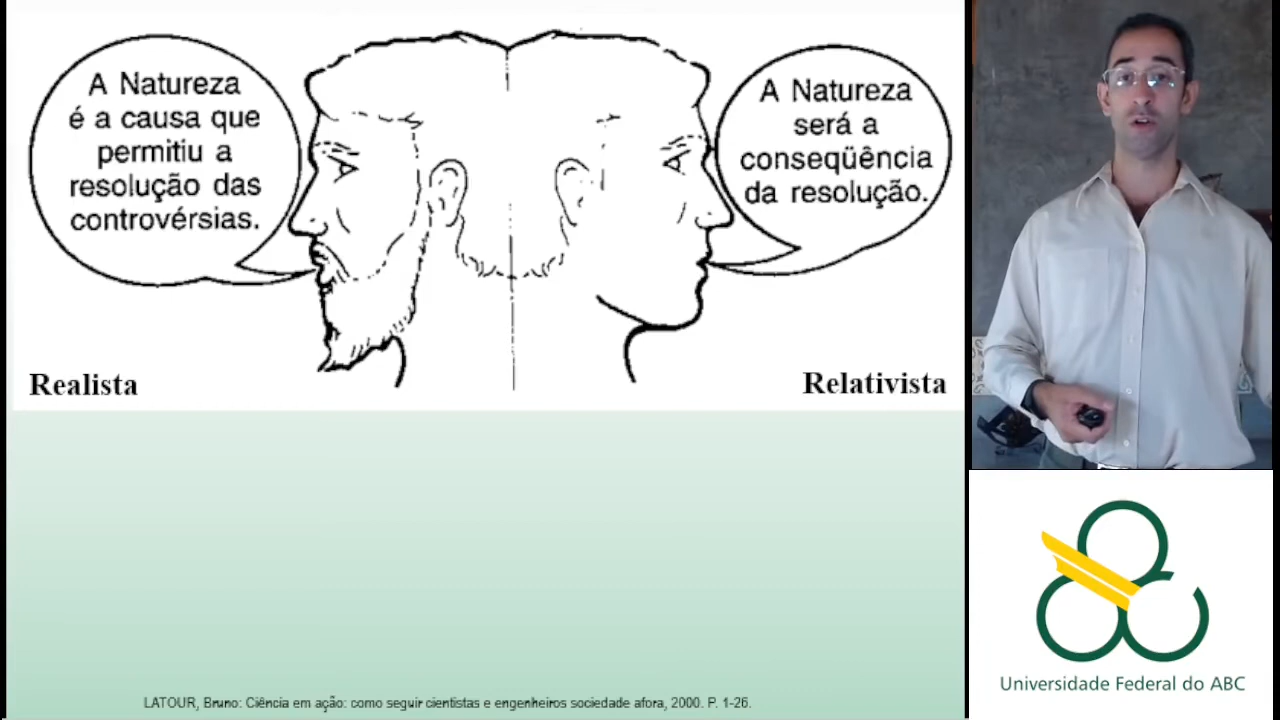 A Natureza
é a causa que
permitiu a
resolução das
controvérsias.
A Natureza
será a
conseqüência
da resolução.
Realista
Relativista
LATOUR, Bruno: Ciência em ação: como seguir cientistas e engenheiros sociedade afora, 2000. P. 1-26.
Universidade Federal do ABC